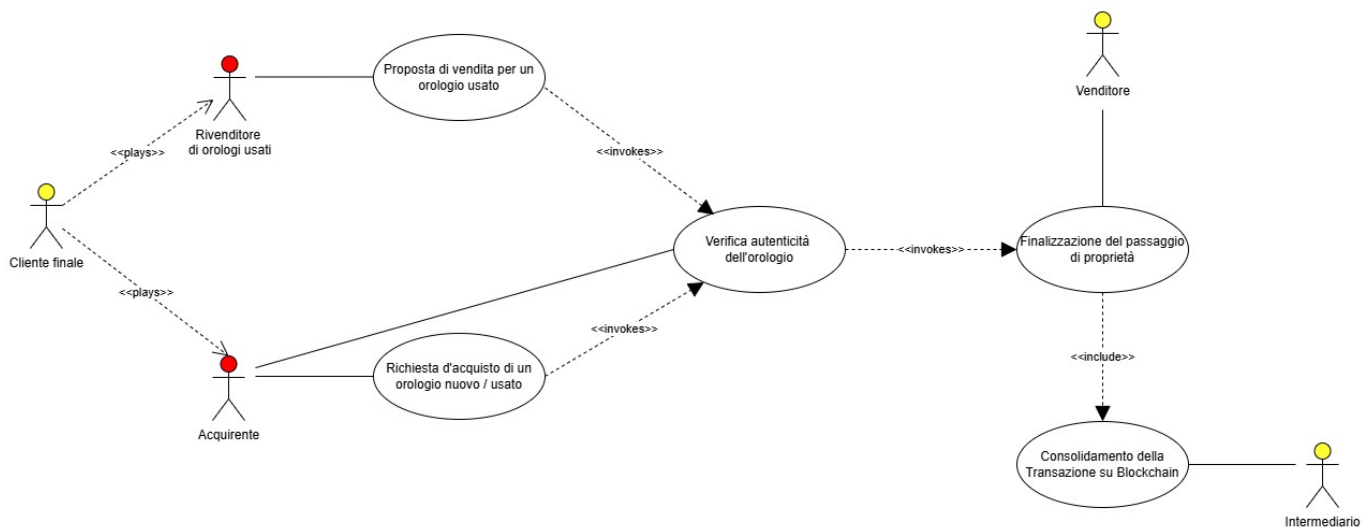 Venditore
Proposta di vendita per un
orologio usato
Rivenditore
di orologi usati
<<plays>>
<<invokes>>
Cliente finale
Verifica autenticità
dell'orologio
<<invokes>>
Finalizzazione del passaggio
di proprietà
<<plays>>
<<invokes>>
<<include>>
Richiesta d'acquisto di un
orologio nuovo / usato
Acquirente
Consolidamento della
Transazione su Blockchain
Intermediario